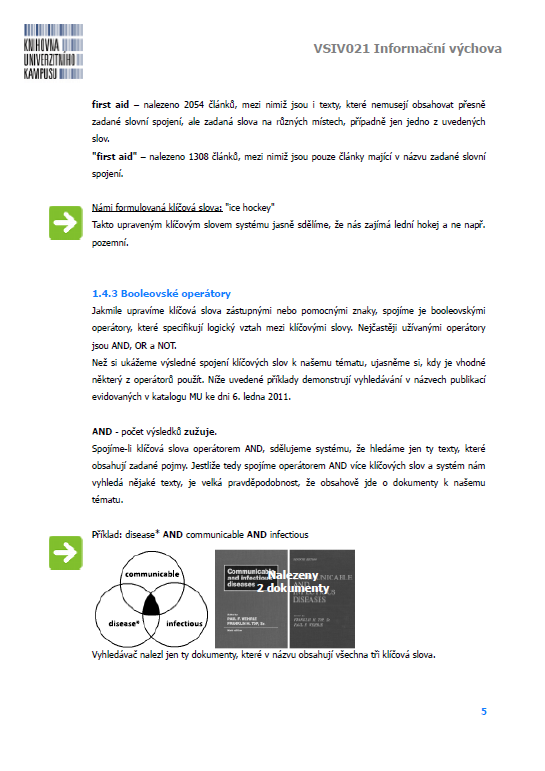 KNIHOVNA
UNIVERZITNÍHO
KAMPUSU
VSIV021 Informační výchova
first aid – nalezeno 2054 článků, mezi nimiž jsou i texty, které nemusejí obsahovat přesně
zadané slovní spojení, ale zadaná slova na různých místech, případně jen jedno z uvedených
slov.
"first aid" – nalezeno 1308 článků, mezi nimiž jsou pouze články mající v názvu zadané slovní
spojení.
Námi formulovaná klíčová slova: "ice hockey"
Takto upraveným klíčovým slovem systému jasně sdělíme, že nás zajímá lední hokej a ne např.
pozemní.
1.4.3 Booleovské operátory
Jakmile upravíme klíčová slova zástupnými nebo pomocnými znaky, spojíme je booleovskými
operátory, které specifikují logický vztah mezi klíčovými slovy. Nejčastěji užívanými operátory
jsou AND, OR a NOT.
Než si ukážeme výsledné spojení klíčových slov k našemu tématu, ujasněme si, kdy je vhodné
některý z operátorů použít. Níže uvedené příklady demonstrují vyhledávání v názvech publikací
evidovaných v katalogu MU ke dni 6. ledna 2011.
AND - počet výsledků zužuje.
Spojíme-li klíčová slova operátorem AND, sdělujeme systému, že hledáme jen ty texty, které
obsahují zadané pojmy. Jestliže tedy spojíme operátorem AND více klíčových slov a systém nám
vyhledá nějaké texty, je velká pravděpodobnost, že obsahově jde o dokumenty k našemu
tématu.
Příklad: disease* AND communicable AND infectious
communicable
disease*
infectious
Communicable
and infectious
diseases
PAUL F. WEHRLE
FRANKLIN H. TOP, Sr.
Nalezeny
2 dokumenty
DISEASES
Vyhledávač nalezl jen ty dokumenty, které v názvu obsahují všechna tři klíčová slova.
5